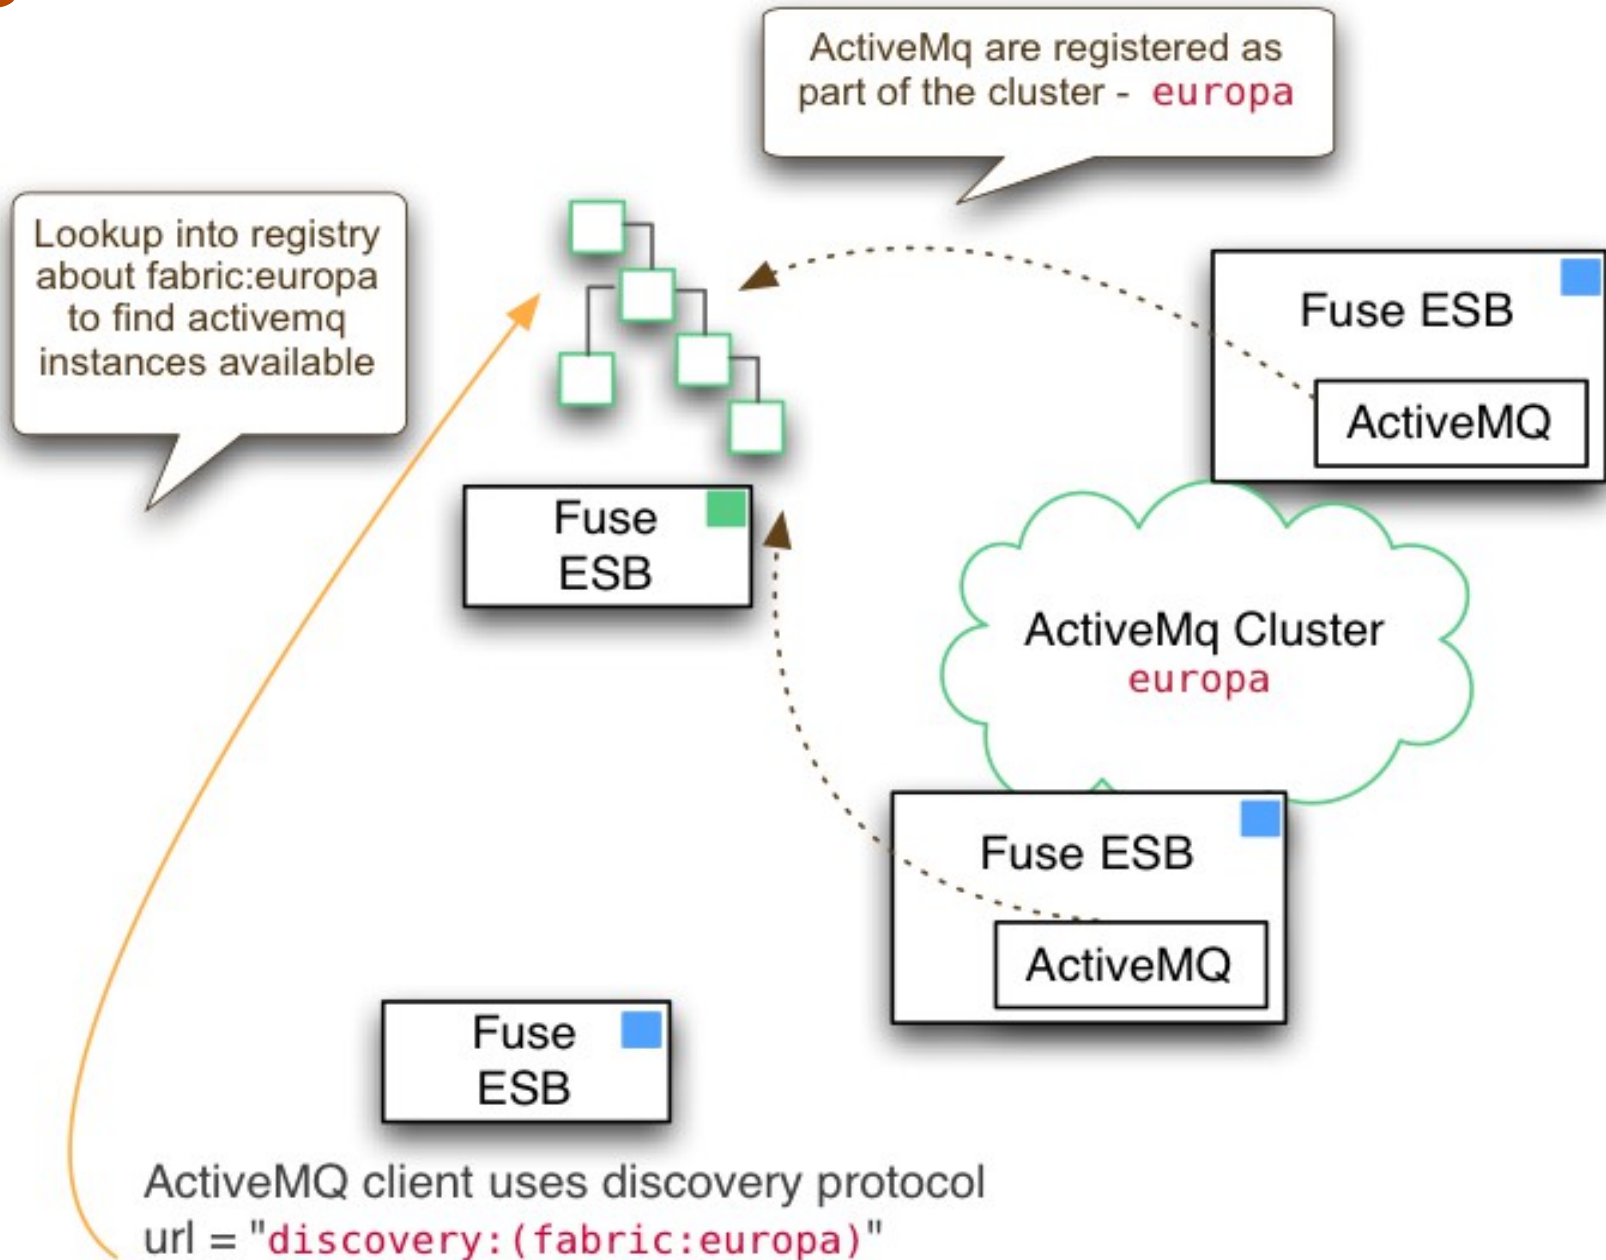 ActiveMq are registered as
part of the cluster - europa
Lookup into registry
about fabric:europa
to find activemq
instances available
Fuse ESB
ActiveMQ
Fuse
ESB
ActiveMq Cluster
europa
Fuse ESB
ActiveMQ
Fuse
ESB
ActiveMQ client uses discovery protocol
url = "discovery:(fabric:europa)"